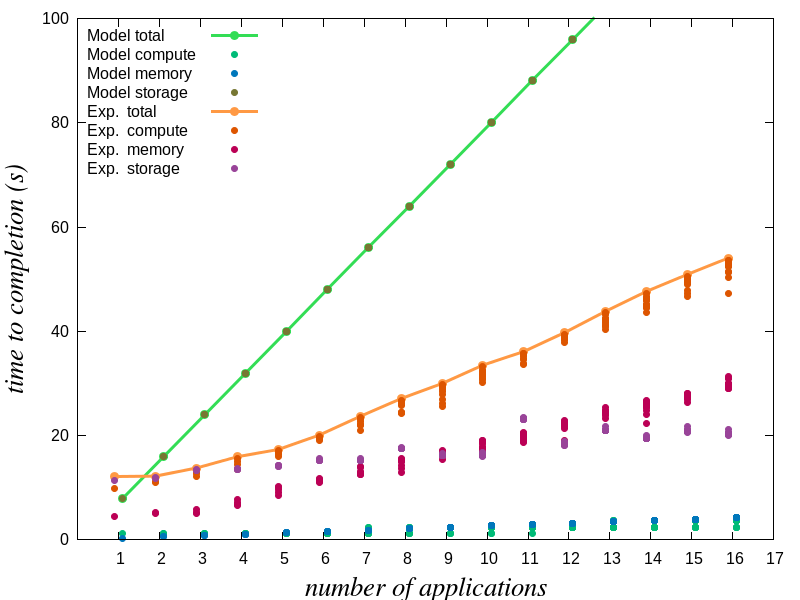 100
80
60
40
20
0
time to completion (s)
Model total
Model compute
Model memory
Model storage
Exp. total
Exp. compute
Exp. memory
Exp. storage
1 2 3 4 5 6 7 8 9 10 11 12 13 14 15 16 17
number of applications